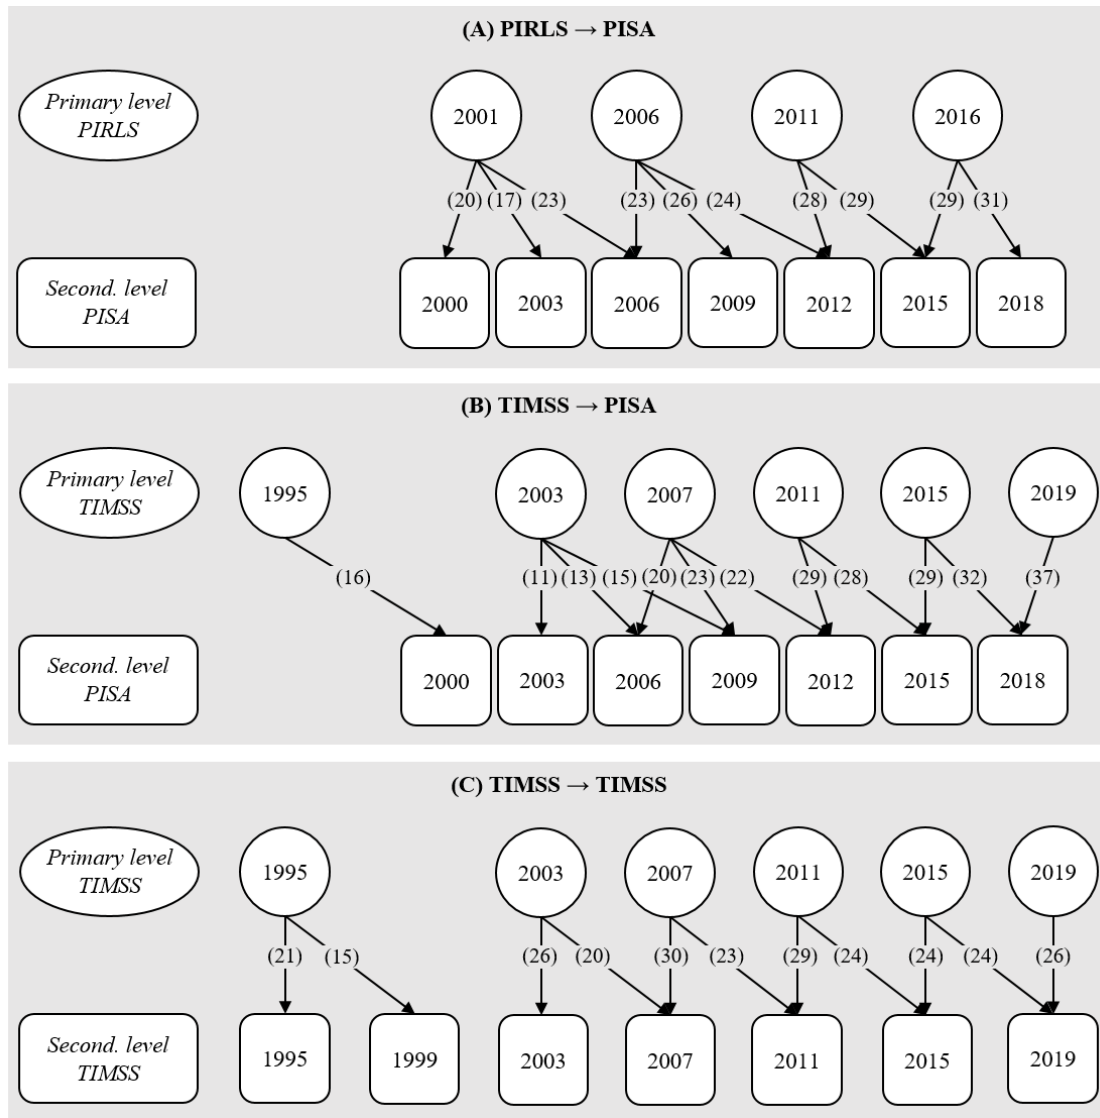 (A) PIRLS → PISA
Primary level
PIRLS
2001 2006 2011 2016
(20) (17) (23) (23) (26) (24) (28) (29) (29) (31)
Second. level
PISA
2000 2003 2006 2009 2012 2015 2018
(B) TIMSS → PISA
Primary level
TIMSS
1995 2003 2007 2011 2015 2019
(16) (11) (13) (15) (20) (23) (22) (29) (28) (29) (32) (37)
Second. level
PISA
2000 2003 2006 2009 2012 2015 2018
(C) TIMSS → TIMSS
Primary level
TIMSS
1995 2003 2007 2011 2015 2019
(21) (15) (26) (20) (30) (23) (29) (24) (24) (24) (26)
Second. level
TIMSS
1995 1999 2003 2007 2011 2015 2019